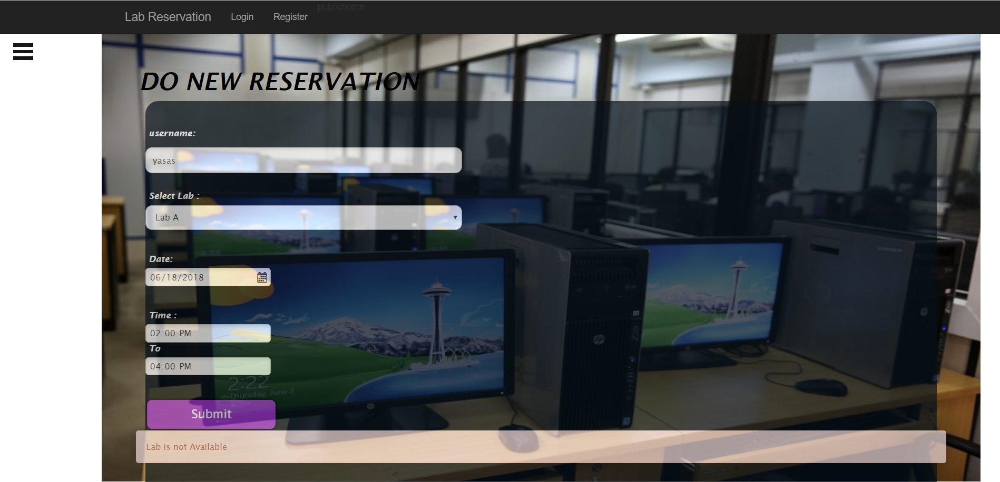 publichome
Lab Reservation Login Register
DO NEW RESERVATION
username:
yasas
Select Lab :
Lab A
Date:
06/18/2018
Time :
02:00 PM
To
04:00 PM
2:22
Thursday, June 2
Submit
Lab is not Available